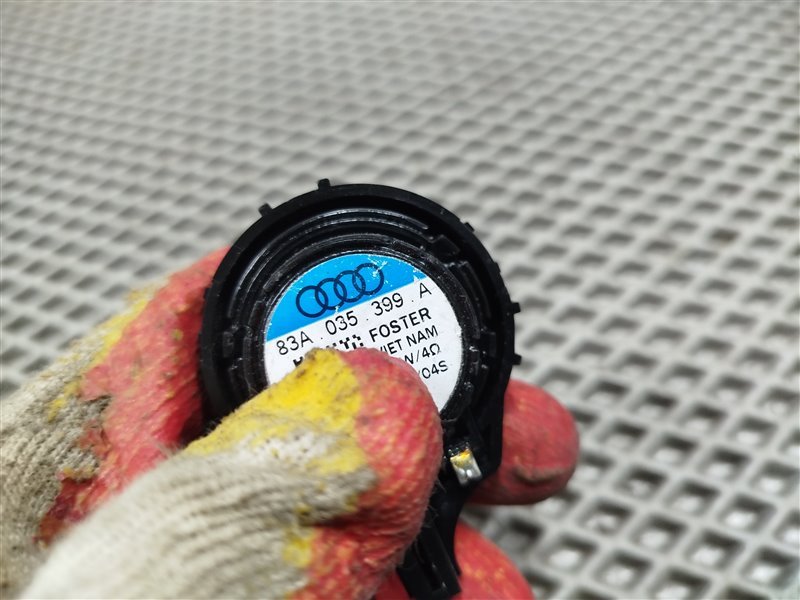 83A . 035 . 399 . A
FOSTER
VIET NAM
/4Ω
04S